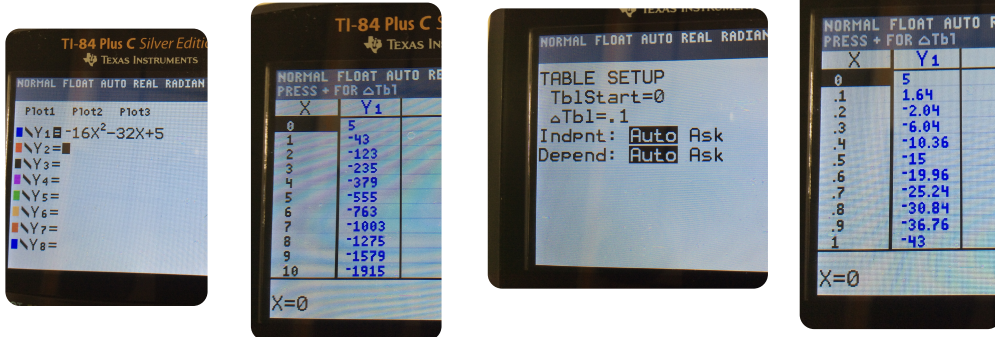 TI-84 Plus C Silver Editi
TEXAS INSTRUMENTS
NORMAL FLOAT AUTO REAL RADIAN
Plot1 Plot2 Plot3
\Y1=-16X²-32X+5
\Y2=
\Y3=
\Y4=
\Y5=
\Y6=
\Y7=
\Y8=
TI-84 Plus C S
TEXAS IN
NORMAL FLOAT AUTO RE
PRESS + FOR △Tbl
X Y1
0 5
1 -43
2 -123
3 -235
4 -379
5 -555
6 -763
7 -1003
8 -1275
9 -1579
10 -1915
X=0
TEXAS INSTRUMEN
NORMAL FLOAT AUTO REAL RADIAN
TABLE SETUP
TblStart=0
△Tbl=.1
Indpnt: Auto Ask
Depend: Auto Ask
NORMAL FLOAT AUTO R
PRESS + FOR △Tbl
X Y1
0 5
.1 1.64
.2 -2.04
.3 -6.04
.4 -10.36
.5 -15
.6 -19.96
.7 -25.24
.8 -30.84
.9 -36.76
1 -43
X=0